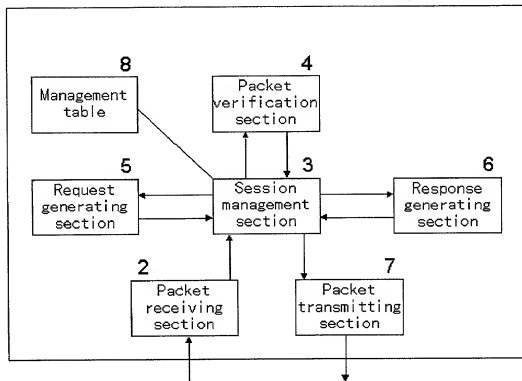 8
Management
table
4
Packet
verification
section
5
Request
generating
section
3
Session
management
section
6
Response
generating
section
2
Packet
receiving
section
7
Packet
transmitting
section